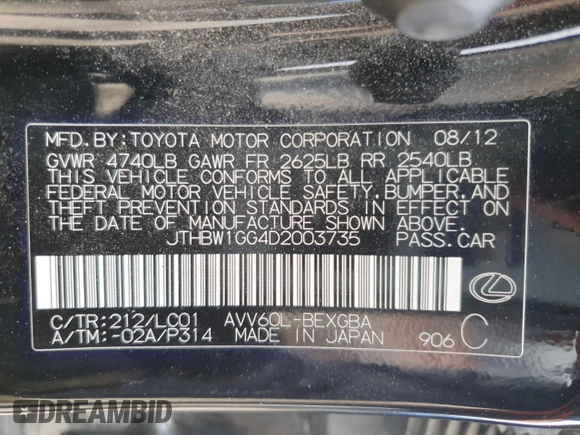 MFD.BY:TOYOTA MOTOR CORPORATION 08/12
GVWR 4740LB GAWR FR 2625LB RR 2540LB
THIS VEHICLE CONFORMS TO ALL APPLICABLE
FEDERAL MOTOR VEHICLE SAFETY, BUMPER, AND
THEFT PREVENTION STANDARDS IN EFFECT ON
THE DATE OF MANUFACTURE SHOWN ABOVE.
JTHBW1GG4D2003735 PASS.CAR
C/TR:212/LC01 AVV60L-BEXGBA
A/TM:-02A/P314 MADE IN JAPAN 906 C
DREAMBID